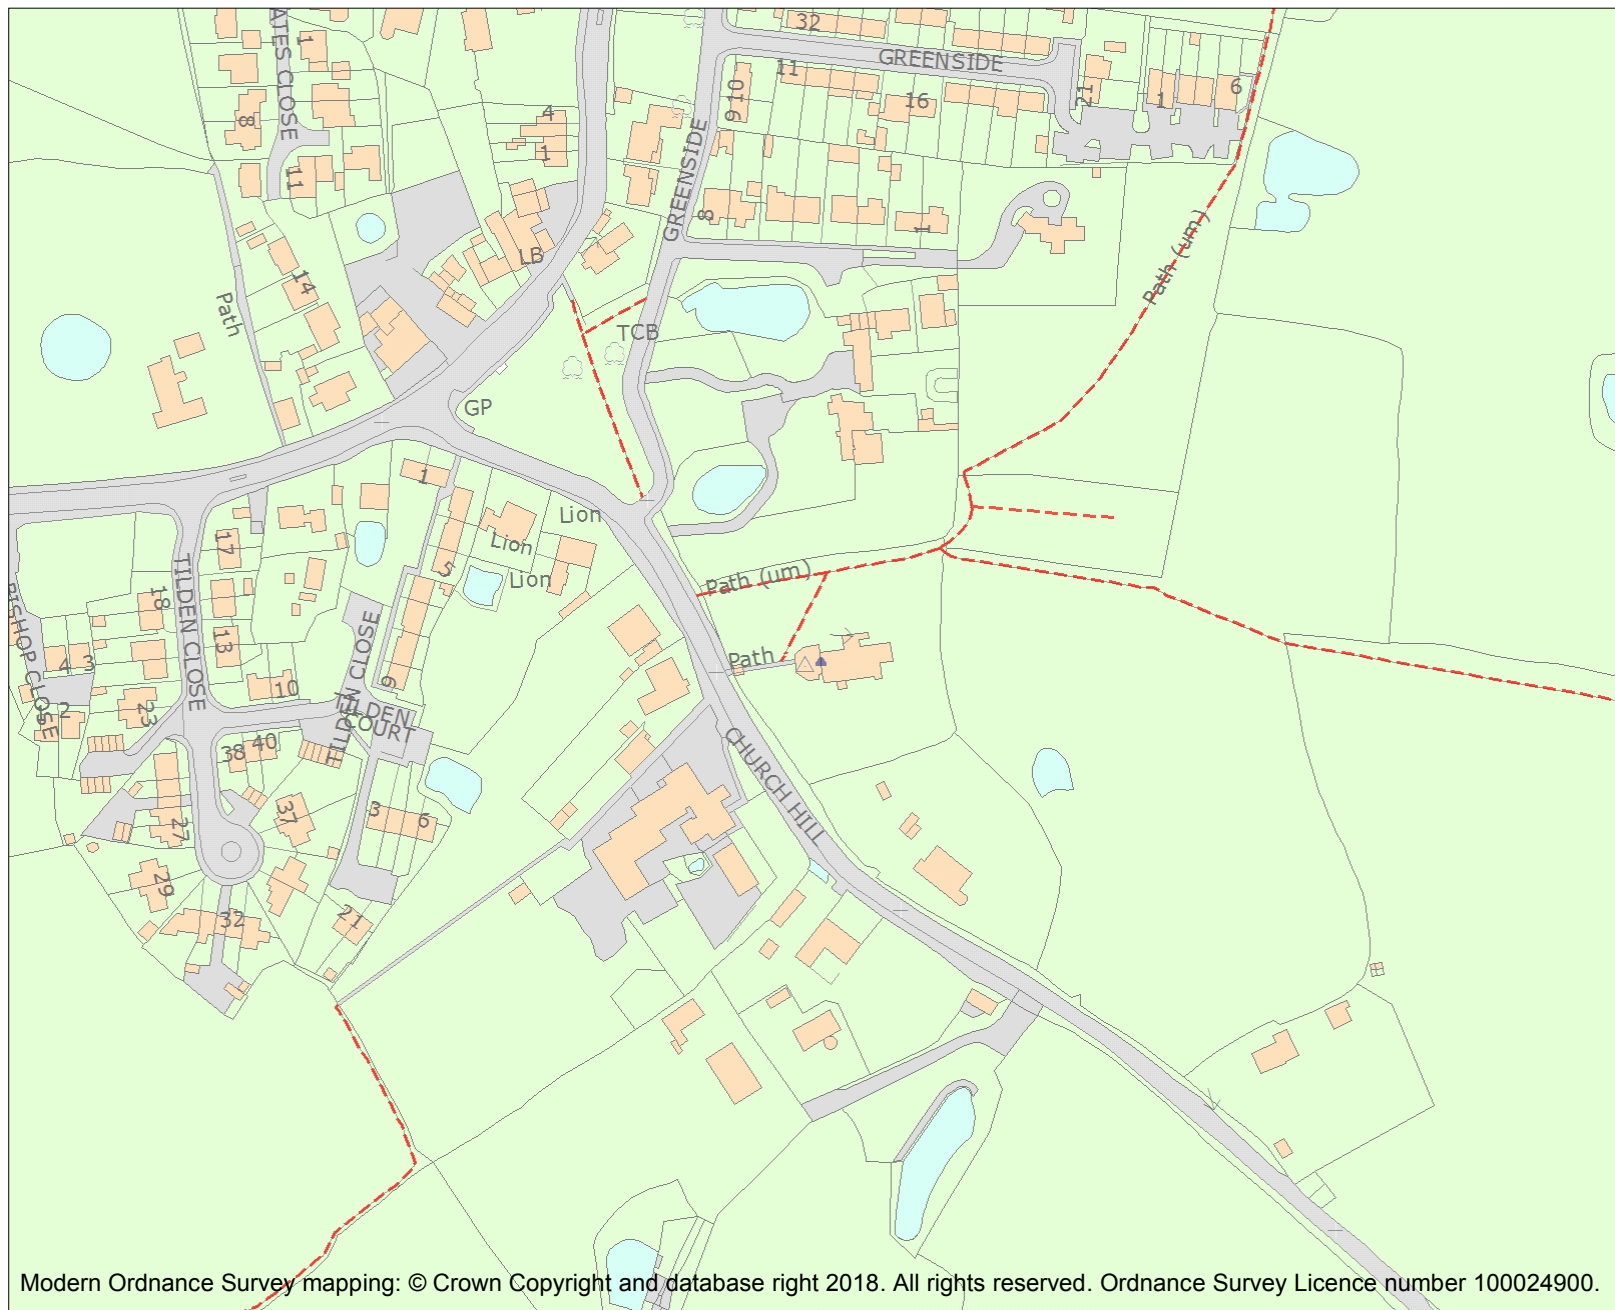 ATES CLOSE
1
8
11
14
Path
4
1
LB
32
GREENSIDE
11
10
9
16
21
1
6
GREENSIDE
8
1
Path (um)
TCB
GP
1
Lion
Lion
Lion
5
9
17
18
13
TILDEN CLOSE
TILDEN CLOSE
BISHOP CLOSE
4
3
2
1
23
10
TILDEN
COURT
38
40
37
3
6
27
29
32
21
Path (um)
Path
CHURCH HILL
Modern Ordnance Survey mapping: © Crown Copyright and database right 2018. All rights reserved. Ordnance Survey Licence number 100024900.